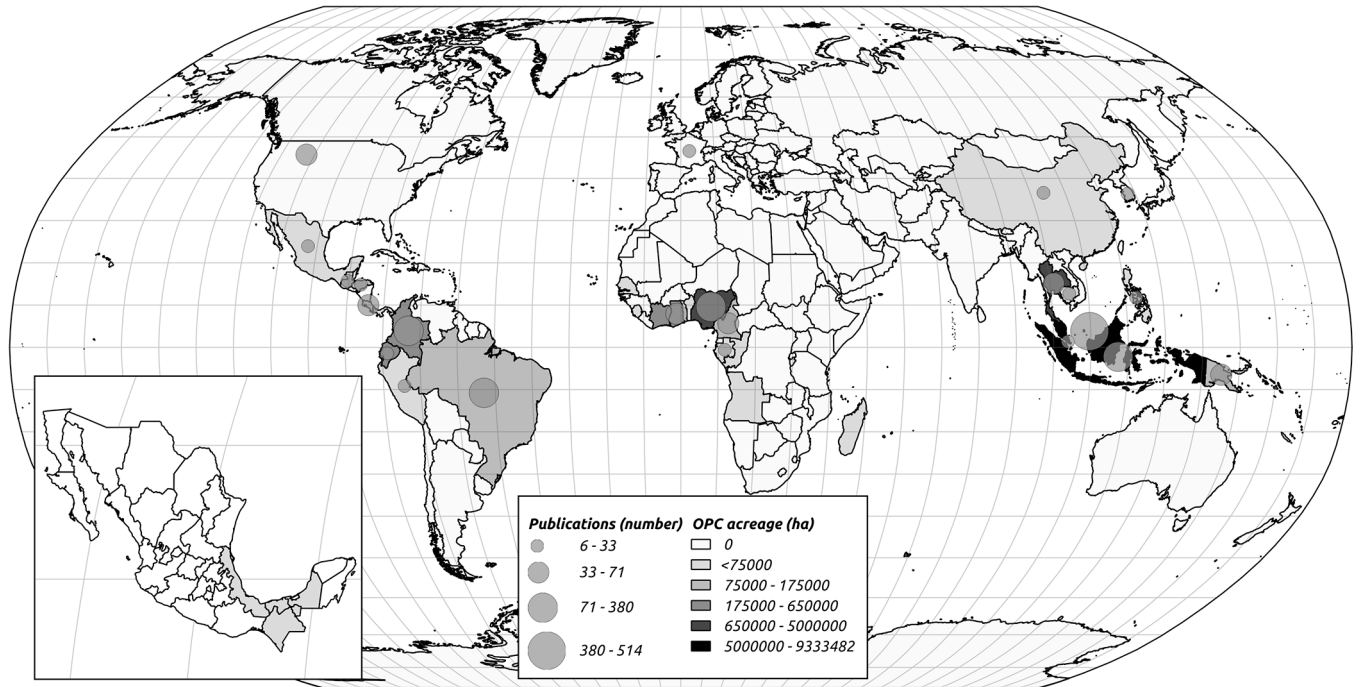 Publications (number) OPC acreage (ha)
6 - 33 0
33 - 71 <75000
71 - 380 75000 - 175000
380 - 514 175000 - 650000
650000 - 5000000
5000000 - 9333482